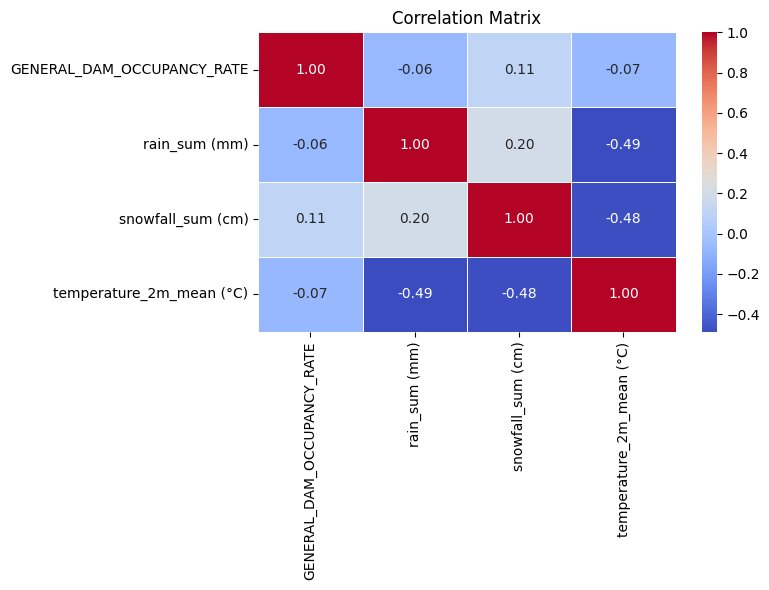 Correlation Matrix
GENERAL_DAM_OCCUPANCY_RATE
1.00 -0.06 0.11 -0.07
rain_sum (mm)
-0.06 1.00 0.20 -0.49
snowfall_sum (cm)
0.11 0.20 1.00 -0.48
temperature_2m_mean (°C)
-0.07 -0.49 -0.48 1.00
GENERAL_DAM_OCCUPANCY_RATE
rain_sum (mm)
snowfall_sum (cm)
temperature_2m_mean (°C)
1.0
0.8
0.6
0.4
0.2
0.0
−0.2
−0.4